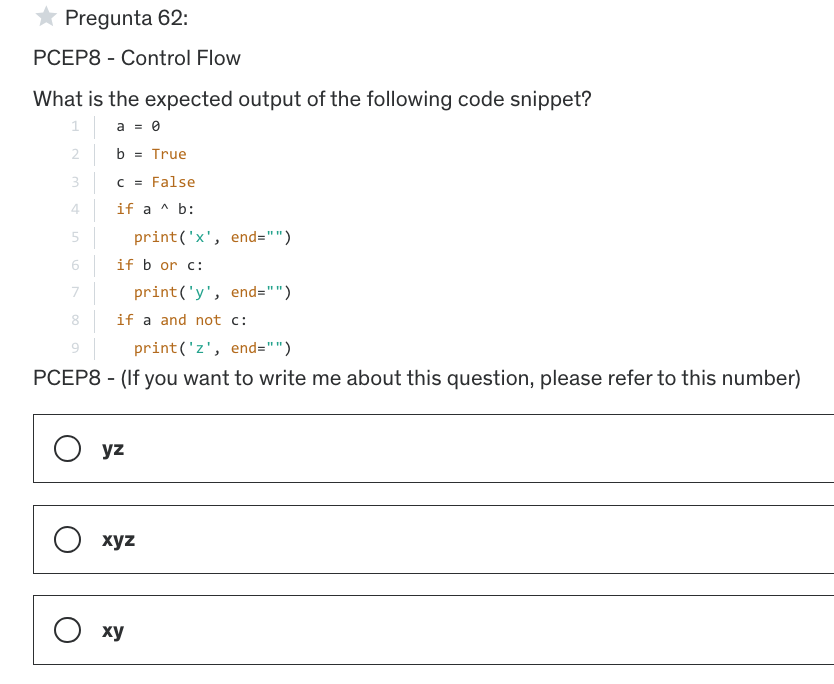 Pregunta 62:
PCEP8 - Control Flow
What is the expected output of the following code snippet?
1 a = 0
2 b = True
3 c = False
4 if a ^ b:
5 print('x', end="")
6 if b or c:
7 print('y', end="")
8 if a and not c:
9 print('z', end="")
PCEP8 - (If you want to write me about this question, please refer to this number)
yz
xyz
xy